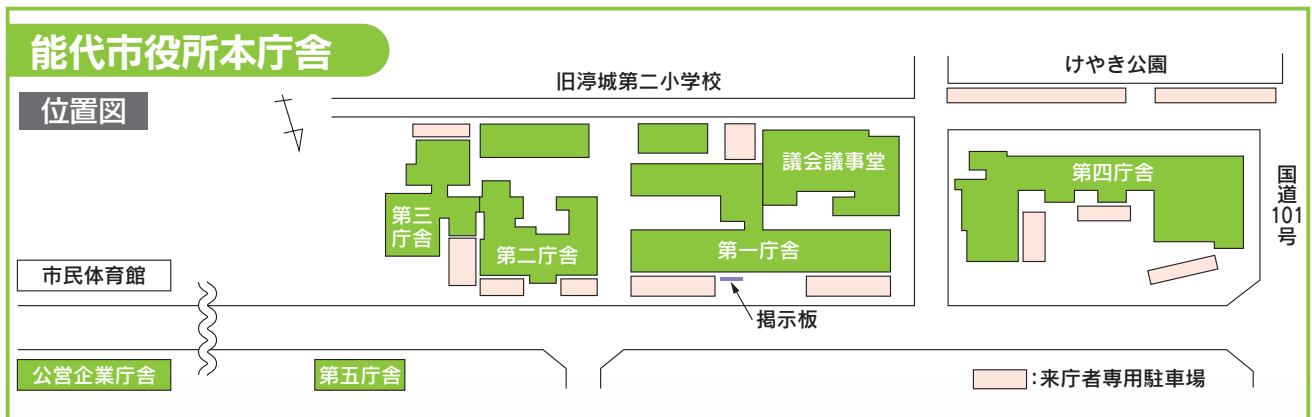 能代市役所本庁舎
位置図
旧渟城第二小学校
けやき公園
議会議事堂
第四庁舎
国道101号
第三
庁舎
第二庁舎
第一庁舎
市民体育館
掲示板
公営企業庁舎
第五庁舎
:来庁者専用駐車場